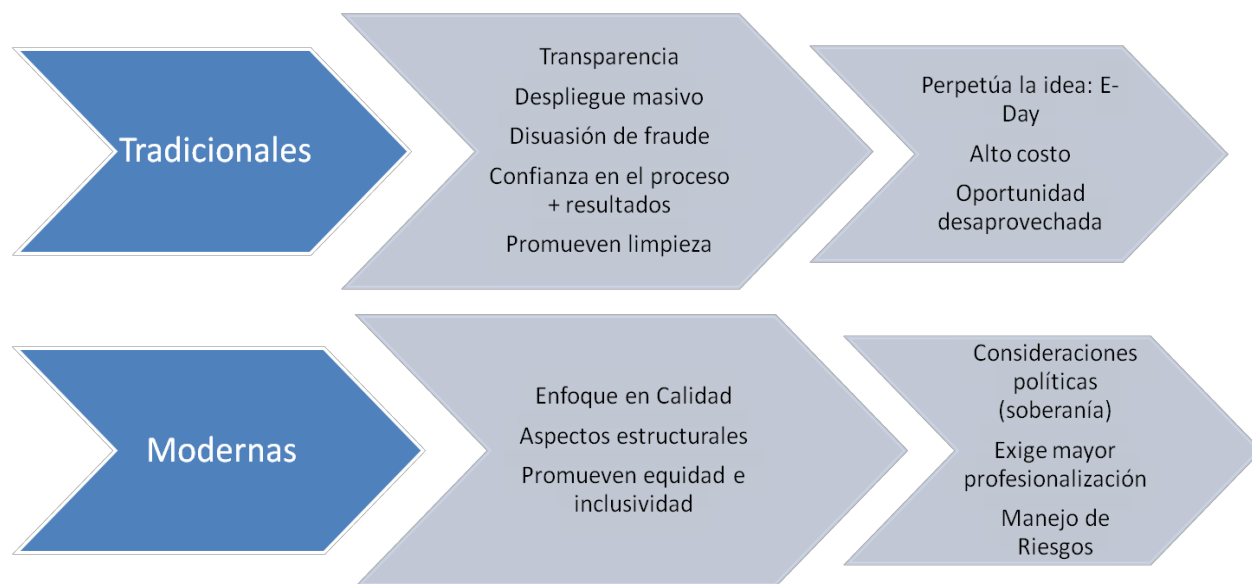 Tradicionales
Transparencia
Despliegue masivo
Disuasión de fraude
Confianza en el proceso
+ resultados
Promueven limpieza
Perpetúa la idea: E-
Day
Alto costo
Oportunidad
desaprovechada
Modernas
Enfoque en Calidad
Aspectos estructurales
Promueven equidad e
inclusividad
Consideraciones
políticas
(soberanía)
Exige mayor
profesionalización
Manejo de
Riesgos